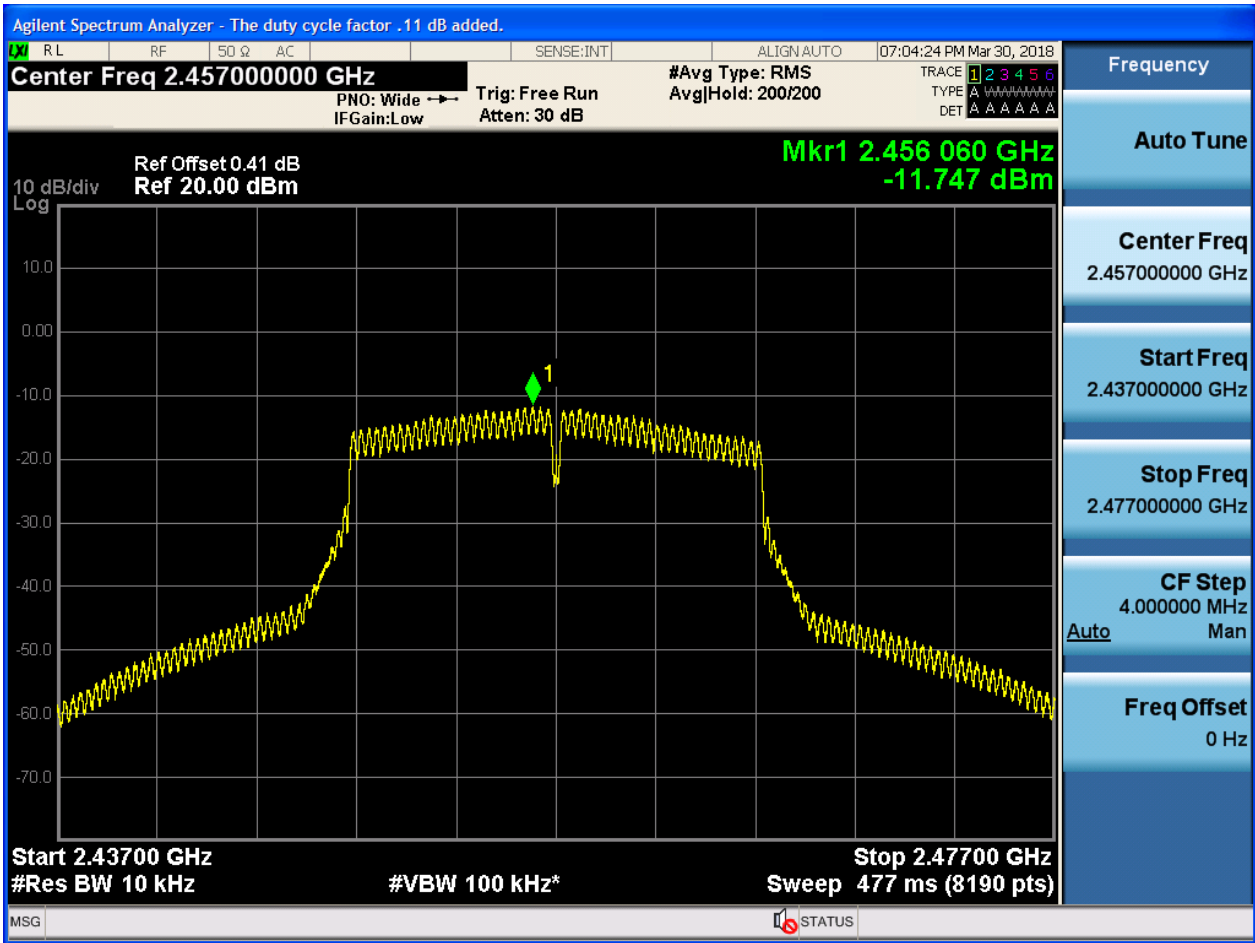 Agilent Spectrum Analyzer - The duty cycle factor .11 dB added.
LXI RL RF 50 Ω AC SENSE:INT ALIGN AUTO 07:04:24 PM Mar 30, 2018
Center Freq 2.457000000 GHz
PNO: Wide
IFGain:Low
Trig: Free Run
Atten: 30 dB
#Avg Type: RMS
Avg|Hold: 200/200
TRACE 1 2 3 4 5 6
TYPE A WWWWW
DET A A A A A A
Ref Offset 0.41 dB
Ref 20.00 dBm
10 dB/div
Log
Mkr1 2.456 060 GHz
-11.747 dBm
10.0
0.00
-10.0
-20.0
-30.0
-40.0
-50.0
-60.0
-70.0
1
Start 2.43700 GHz
#Res BW 10 kHz
#VBW 100 kHz*
Stop 2.47700 GHz
Sweep 477 ms (8190 pts)
MSG
STATUS
Frequency
Auto Tune
Center Freq
2.457000000 GHz
Start Freq
2.437000000 GHz
Stop Freq
2.477000000 GHz
CF Step
4.000000 MHz
Auto Man
Freq Offset
0 Hz